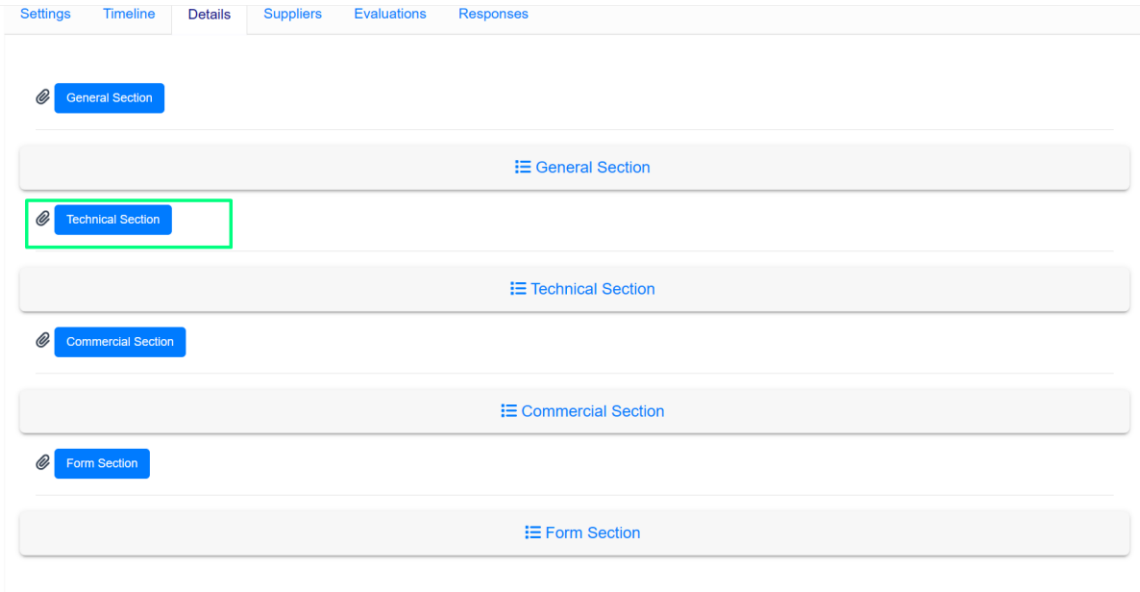 Settings Timeline Details Suppliers Evaluations Responses
General Section
General Section
Technical Section
Technical Section
Commercial Section
Commercial Section
Form Section
Form Section